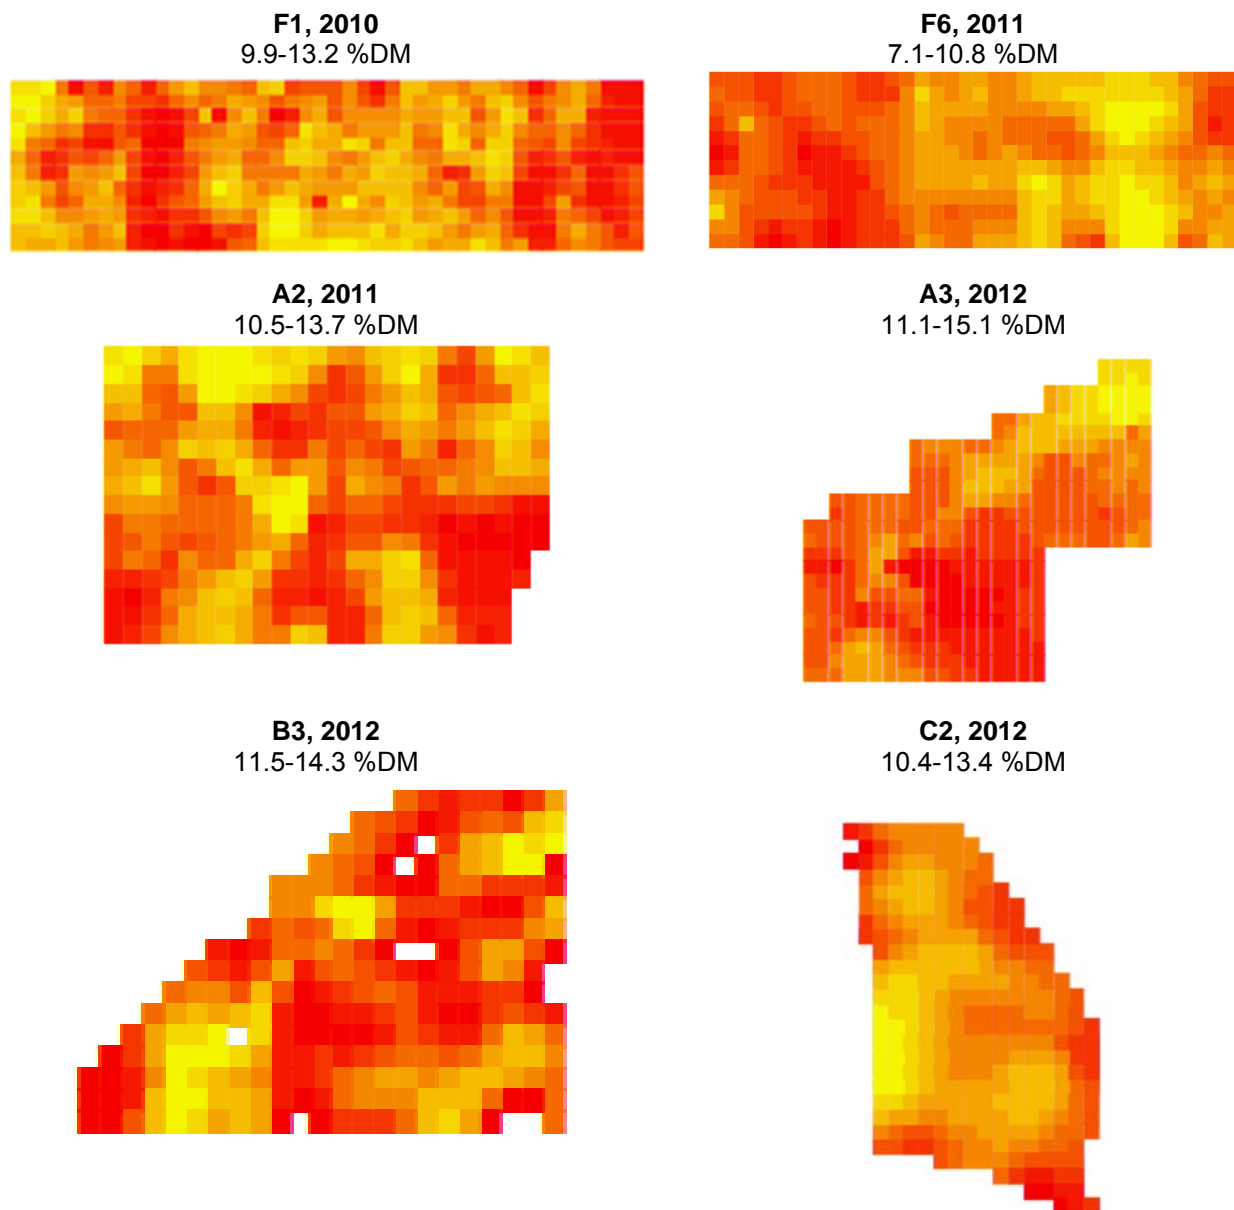 F1, 2010
9.9-13.2 %DM
F6, 2011
7.1-10.8 %DM
A2, 2011
10.5-13.7 %DM
A3, 2012
11.1-15.1 %DM
B3, 2012
11.5-14.3 %DM
C2, 2012
10.4-13.4 %DM